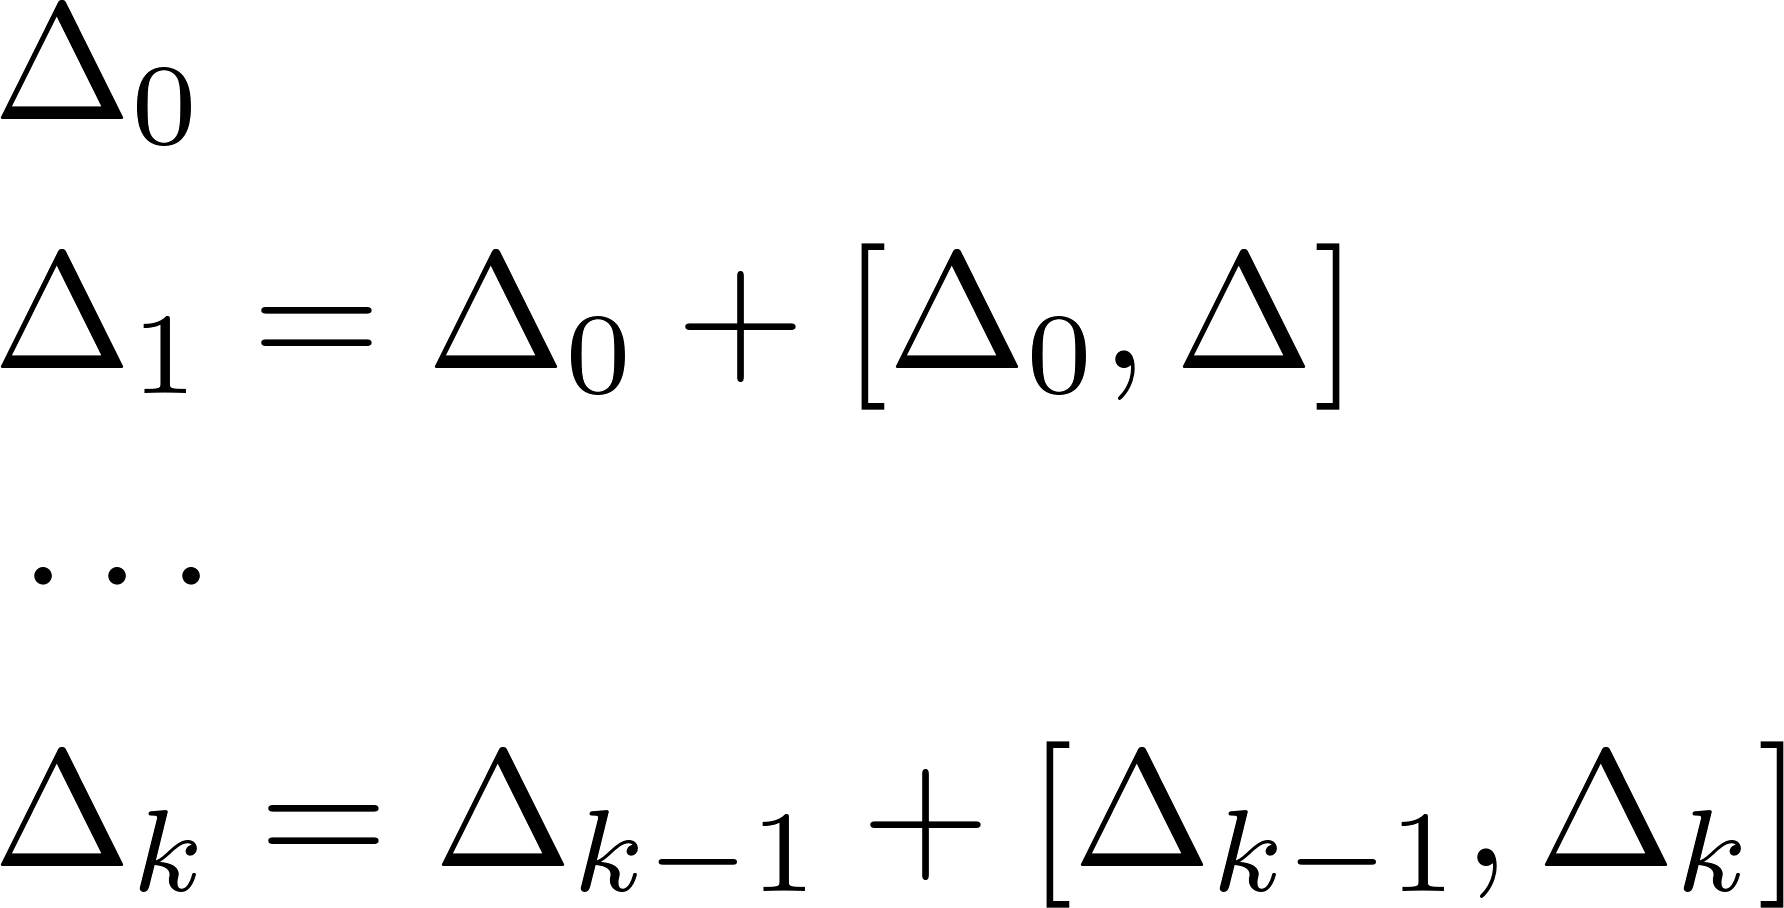 Δ₀
Δ₁ = Δ₀ + [Δ₀, Δ]
⋯
Δₖ = Δₖ₋₁ + [Δₖ₋₁, Δₖ]